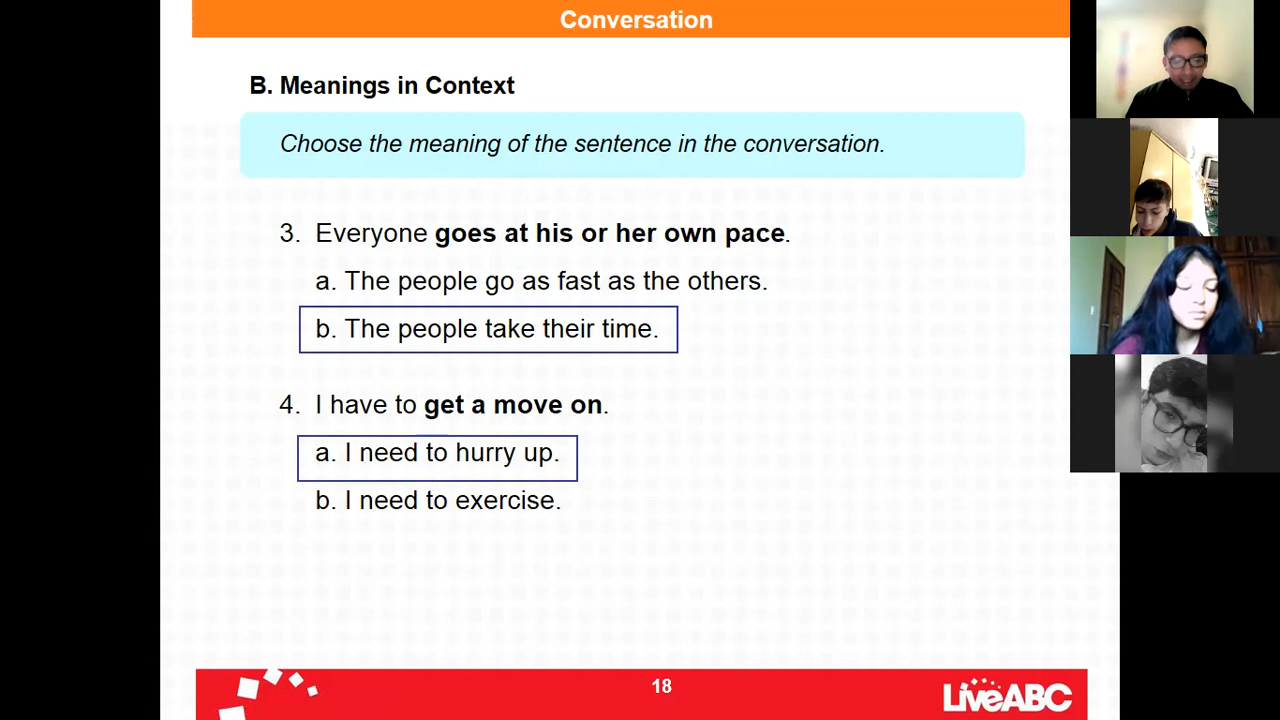 Conversation
B. Meanings in Context
Choose the meaning of the sentence in the conversation.
3. Everyone goes at his or her own pace.
a. The people go as fast as the others.
b. The people take their time.
4. I have to get a move on.
a. I need to hurry up.
b. I need to exercise.
18
LiveABC